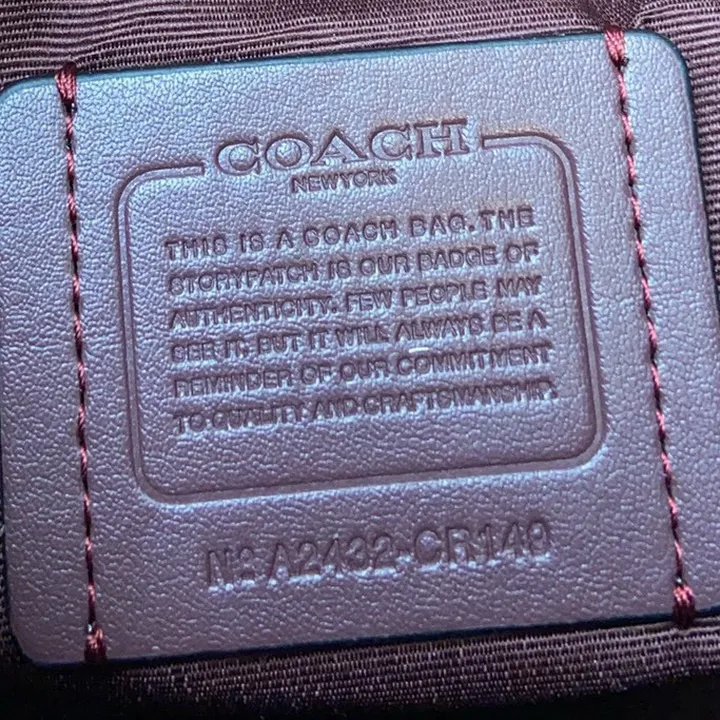 COACH
NEW YORK
THIS IS A COACH BAG. THE
STORYPATCH IS OUR BADGE OF
AUTHENTICITY. FEW PEOPLE MAY
SEE IT, BUT IT WILL ALWAYS BE A
REMINDER OF OUR COMMITMENT
TO QUALITY AND CRAFTSMANSHIP.
Nº A2432-CR149